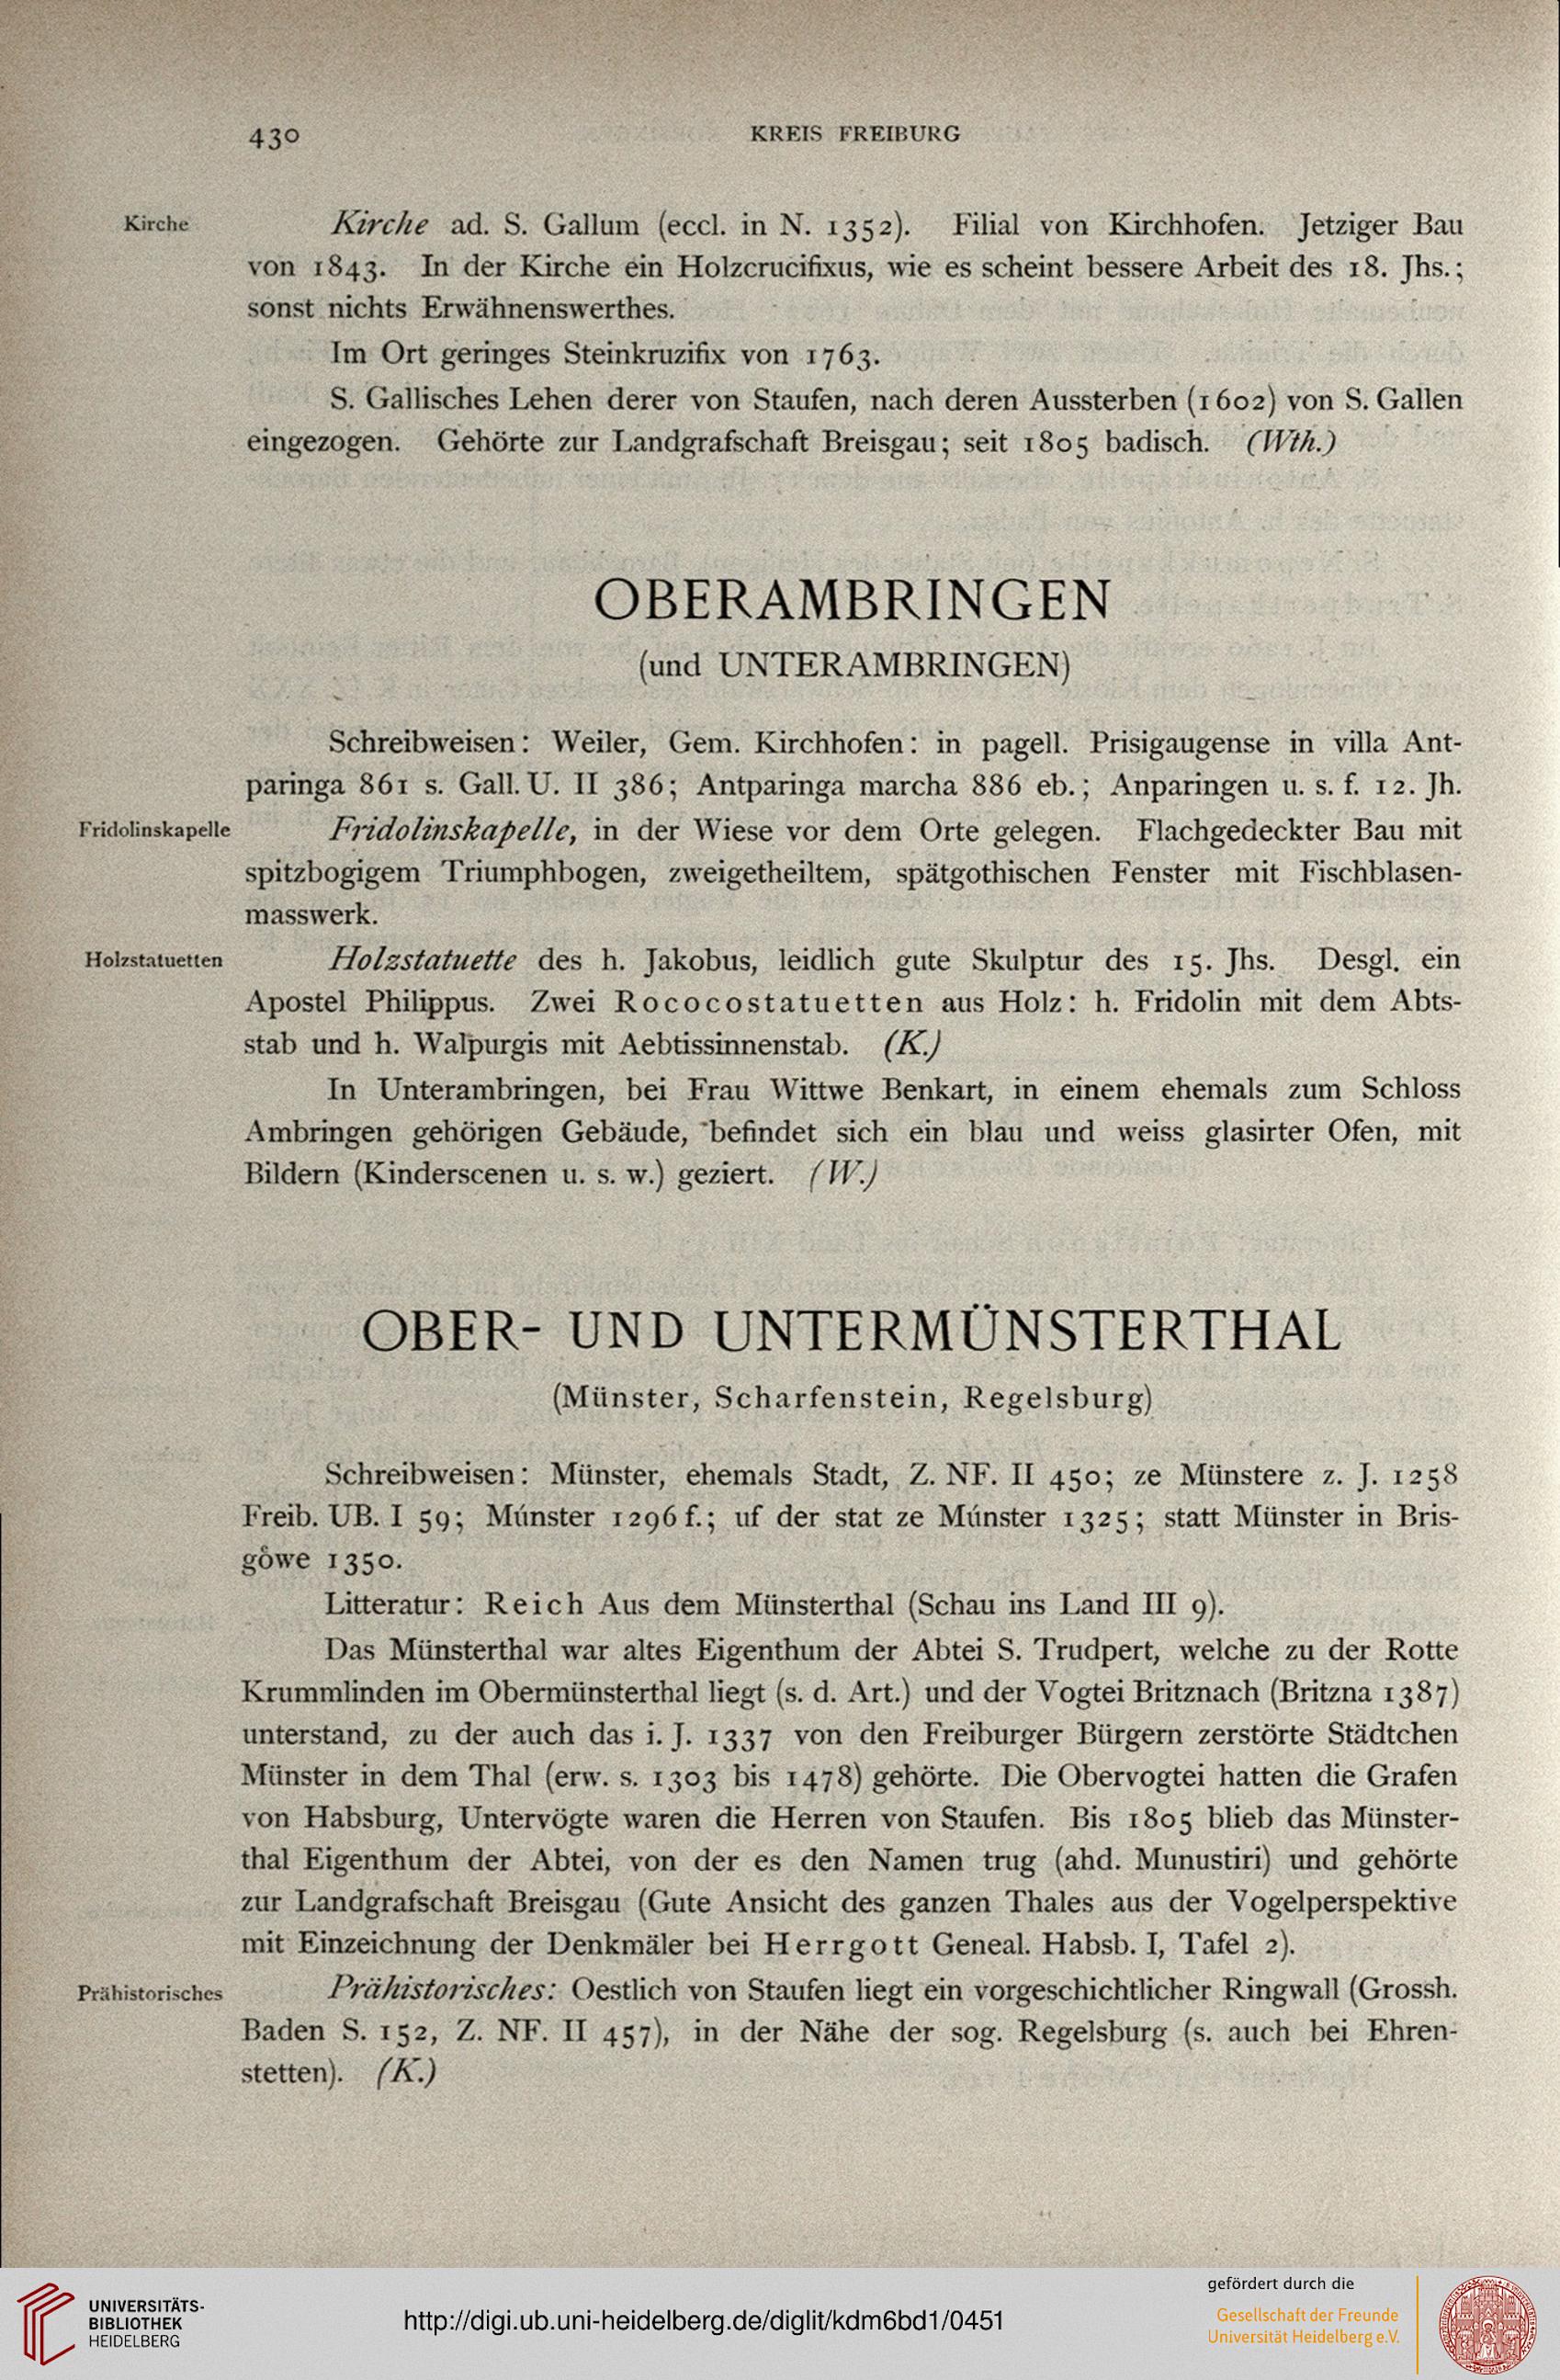 430 KREIS FREIBURG
Kirche
Kirche ad. S. Gallum (eccl. in N. 1352). Filial von Kirchhofen. Jetziger Bau
von 1843. In der Kirche ein Holzcrucifixus, wie es scheint bessere Arbeit des 18. Jhs.;
sonst nichts Erwähnenswerthes.
Im Ort geringes Steinkruzifix von 1763.
S. Gallisches Lehen derer von Staufen, nach deren Aussterben (1602) von S. Gallen
eingezogen. Gehörte zur Landgrafschaft Breisgau; seit 1805 badisch. (Wth.)
OBERAMBRINGEN
(und UNTERAMBRINGEN)
Schreibweisen: Weiler, Gem. Kirchhofen: in pagell. Prisigaugense in villa Ant-
paringa 861 s. Gall. U. II 386; Antparinga marcha 886 eb.; Anparingen u. s. f. 12. Jh.
Fridolinskapelle
Fridolinskapelle, in der Wiese vor dem Orte gelegen. Flachgedeckter Bau mit
spitzbogigem Triumphbogen, zweigetheiltem, spätgothischen Fenster mit Fischblasen-
masswerk.
Holzstatuetten
Holzstatuette des h. Jakobus, leidlich gute Skulptur des 15. Jhs. Desgl. ein
Apostel Philippus. Zwei Rococostatuetten aus Holz: h. Fridolin mit dem Abts-
stab und h. Walpurgis mit Aebtissinnenstab. (K.)
In Unterambringen, bei Frau Wittwe Benkart, in einem ehemals zum Schloss
Ambringen gehörigen Gebäude, befindet sich ein blau und weiss glasirter Ofen, mit
Bildern (Kinderscenen u. s. w.) geziert. (W.)
OBER- UND UNTERMÜNSTERTHAL
(Münster, Scharfenstein, Regelsburg)
Schreibweisen: Münster, ehemals Stadt, Z. NF. II 450; ze Münstere z. J. 1258
Freib. UB. I 59; Múnster 1296 f.; uf der stat ze Múnster 1325; statt Münster in Bris-
gôwe 1350.
Litteratur: Reich Aus dem Münsterthal (Schau ins Land III 9).
Das Münsterthal war altes Eigenthum der Abtei S. Trudpert, welche zu der Rotte
Krummlinden im Obermünsterthal liegt (s. d. Art.) und der Vogtei Britznach (Britzna 1387)
unterstand, zu der auch das i. J. 1337 von den Freiburger Bürgern zerstörte Städtchen
Münster in dem Thal (erw. s. 1303 bis 1478) gehörte. Die Obervogtei hatten die Grafen
von Habsburg, Untervögte waren die Herren von Staufen. Bis 1805 blieb das Münster-
thal Eigenthum der Abtei, von der es den Namen trug (ahd. Munustiri) und gehörte
zur Landgrafschaft Breisgau (Gute Ansicht des ganzen Thales aus der Vogelperspektive
mit Einzeichnung der Denkmäler bei Herrgott Geneal. Habsb. I, Tafel 2).
Prähistorisches
Prähistorisches: Oestlich von Staufen liegt ein vorgeschichtlicher Ringwall (Grossh.
Baden S. 152, Z. NF. II 457), in der Nähe der sog. Regelsburg (s. auch bei Ehren-
stetten). (K.)
UNIVERSITÄTS-
BIBLIOTHEK
HEIDELBERG
http://digi.ub.uni-heidelberg.de/diglit/kdm6bd1/0451
gefördert durch die
Gesellschaft der Freunde
Universität Heidelberg e.V.